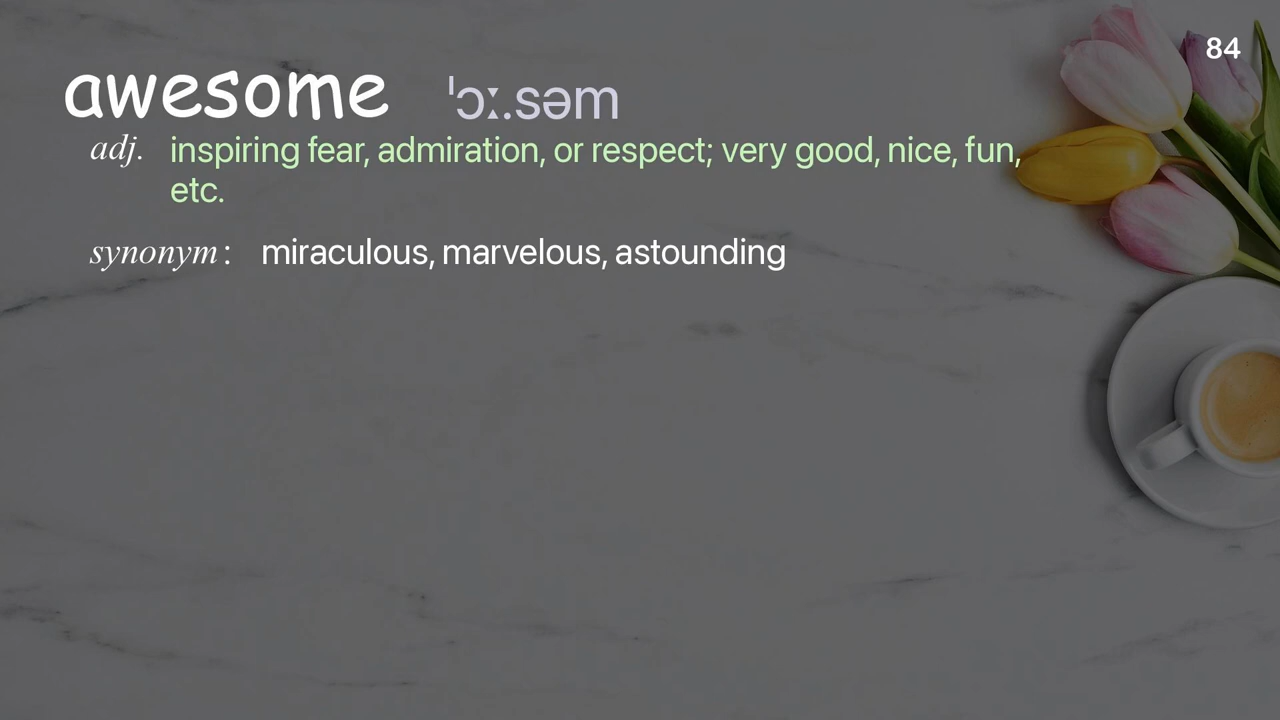 84
awesome ˈɔː.səm
adj. inspiring fear, admiration, or respect; very good, nice, fun,
etc.
synonym: miraculous, marvelous, astounding